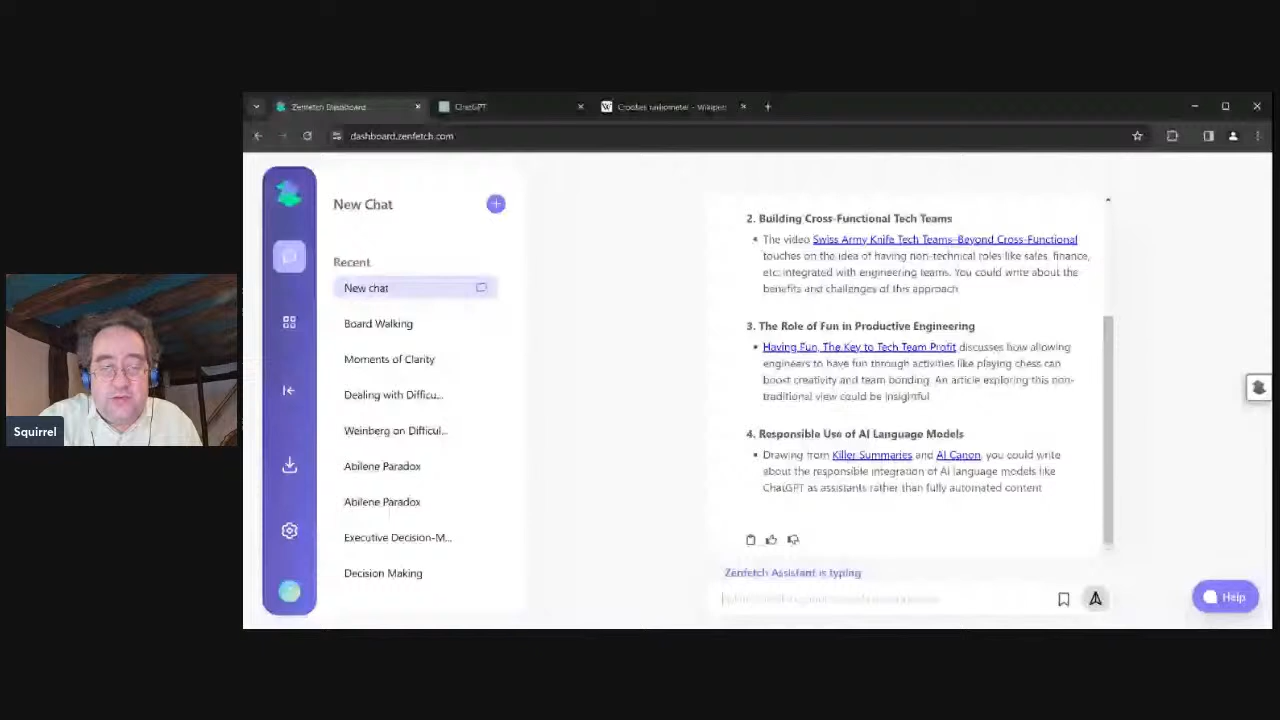 Zenfetch Dashboard
ChatGPT
Crookes radiometer - Wikiped
dashboard.zenfetch.com
New Chat
Recent
New chat
Board Walking
Moments of Clarity
Dealing with Difficu...
Weinberg on Difficul...
Abilene Paradox
Abilene Paradox
Executive Decision-M...
Decision Making
2. Building Cross-Functional Tech Teams
• The video Swiss Army Knife Tech Teams-Beyond Cross-Functional
touches on the idea of having non-technical roles like sales, finance,
etc. integrated with engineering teams. You could write about the
benefits and challenges of this approach
3. The Role of Fun in Productive Engineering
• Having Fun, The Key to Tech Team Profit discusses how allowing
engineers to have fun through activities like playing chess can
boost creativity and team bonding. An article exploring this non-
traditional view could be insightful
4. Responsible Use of AI Language Models
• Drawing from Killer Summaries and AI Canon, you could write
about the responsible integration of AI language models like
ChatGPT as assistants rather than fully automated content
Zenfetch Assistant is typing
Help
Squirrel